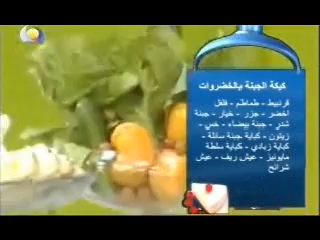 كيكة الجبنة بالخضروات
قرنبيط - طماطم - فلفل
اخضر - جزر - خيار - جبنة
شدر - جبنة بيضاء - خس -
زيتون - كباية جبنة سائلة -
كباية زبادي - كباية سلطة
مايونيز - عيش ريف - عيش
شرائح